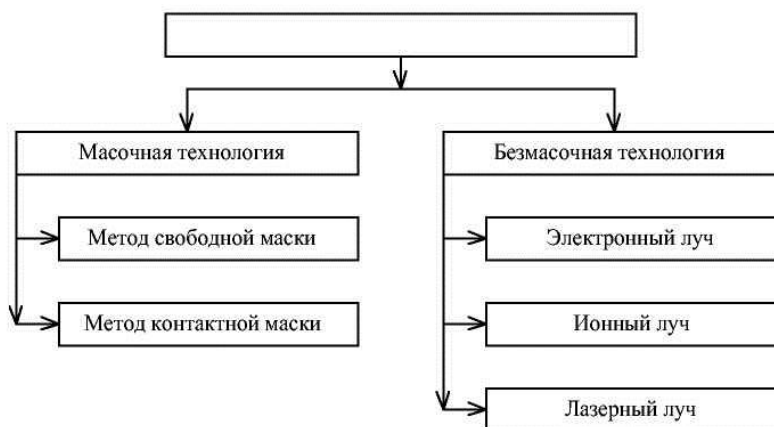 Масочная технология
Безмасочная технология
Метод свободной маски
Электронный луч
Метод контактной маски
Ионный луч
Лазерный луч